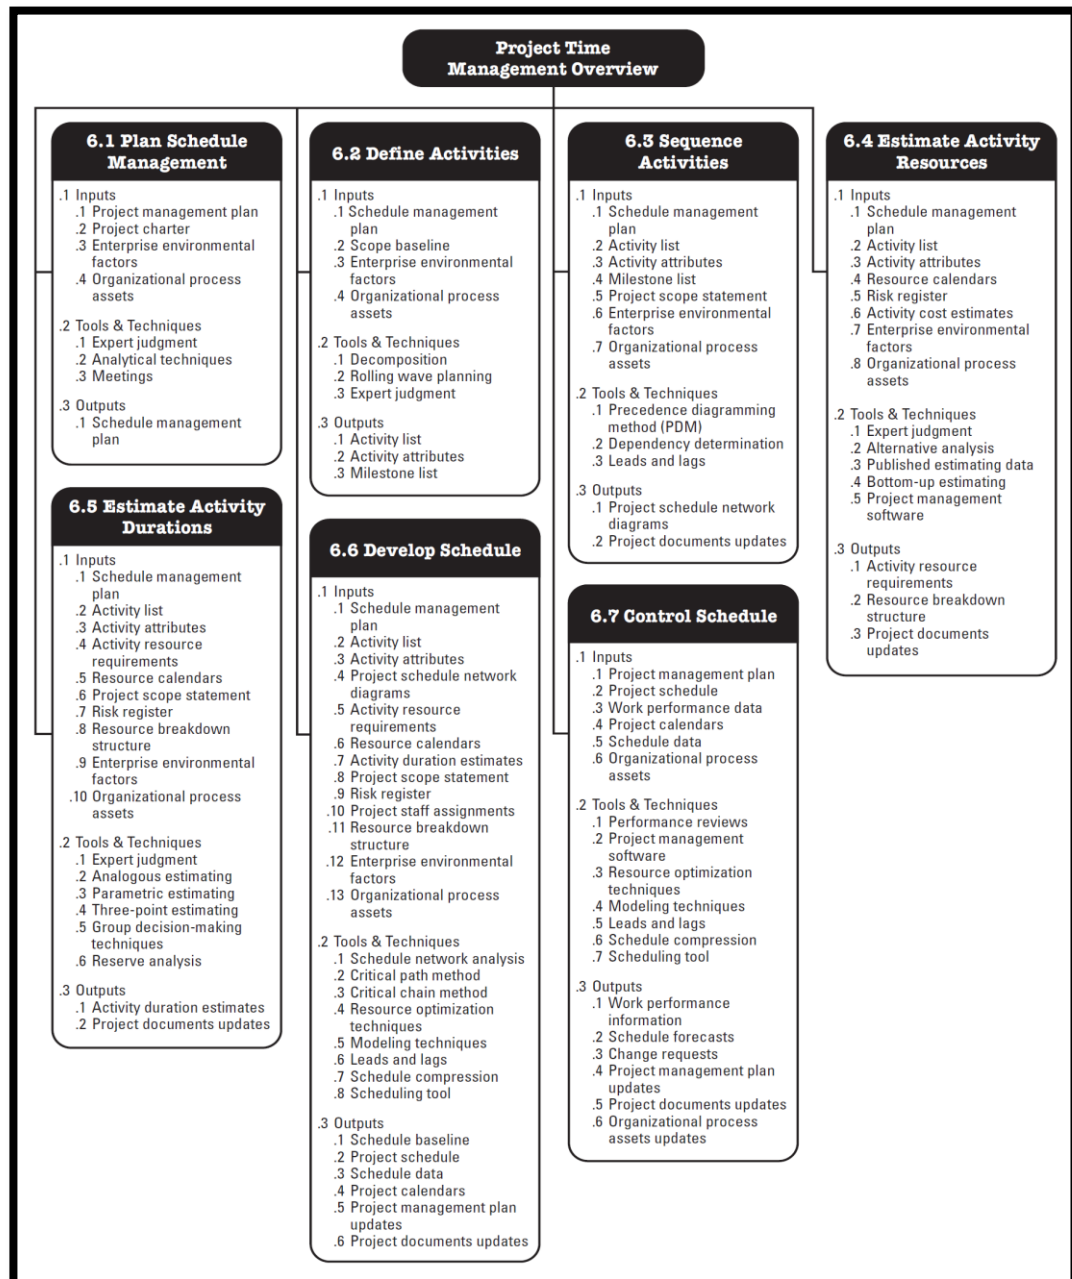 Project Time
Management Overview
6.1 Plan Schedule
Management
.1 Inputs
.1 Project management plan
.2 Project charter
.3 Enterprise environmental
factors
.4 Organizational process
assets
.2 Tools & Techniques
.1 Expert judgment
.2 Analytical techniques
.3 Meetings
.3 Outputs
.1 Schedule management
plan
6.2 Define Activities
.1 Inputs
.1 Schedule management
plan
.2 Scope baseline
.3 Enterprise environmental
factors
.4 Organizational process
assets
.2 Tools & Techniques
.1 Decomposition
.2 Rolling wave planning
.3 Expert judgment
.3 Outputs
.1 Activity list
.2 Activity attributes
.3 Milestone list
6.3 Sequence
Activities
.1 Inputs
.1 Schedule management
plan
.2 Activity list
.3 Activity attributes
.4 Milestone list
.5 Project scope statement
.6 Enterprise environmental
factors
.7 Organizational process
assets
.2 Tools & Techniques
.1 Precedence diagramming
method (PDM)
.2 Dependency determination
.3 Leads and lags
.3 Outputs
.1 Project schedule network
diagrams
.2 Project documents updates
6.4 Estimate Activity
Resources
.1 Inputs
.1 Schedule management
plan
.2 Activity list
.3 Activity attributes
.4 Resource calendars
.5 Risk register
.6 Activity cost estimates
.7 Enterprise environmental
factors
.8 Organizational process
assets
.2 Tools & Techniques
.1 Expert judgment
.2 Alternative analysis
.3 Published estimating data
.4 Bottom-up estimating
.5 Project management
software
.3 Outputs
.1 Activity resource
requirements
.2 Resource breakdown
structure
.3 Project documents
updates
6.5 Estimate Activity
Durations
.1 Inputs
.1 Schedule management
plan
.2 Activity list
.3 Activity attributes
.4 Activity resource
requirements
.5 Resource calendars
.6 Project scope statement
.7 Risk register
.8 Resource breakdown
structure
.9 Enterprise environmental
factors
.10 Organizational process
assets
.2 Tools & Techniques
.1 Expert judgment
.2 Analogous estimating
.3 Parametric estimating
.4 Three-point estimating
.5 Group decision-making
techniques
.6 Reserve analysis
.3 Outputs
.1 Activity duration estimates
.2 Project documents updates
6.6 Develop Schedule
.1 Inputs
.1 Schedule management
plan
.2 Activity list
.3 Activity attributes
.4 Project schedule network
diagrams
.5 Activity resource
requirements
.6 Resource calendars
.7 Activity duration estimates
.8 Project scope statement
.9 Risk register
.10 Project staff assignments
.11 Resource breakdown
structure
.12 Enterprise environmental
factors
.13 Organizational process
assets
.2 Tools & Techniques
.1 Schedule network analysis
.2 Critical path method
.3 Critical chain method
.4 Resource optimization
techniques
.5 Modeling techniques
.6 Leads and lags
.7 Schedule compression
.8 Scheduling tool
.3 Outputs
.1 Schedule baseline
.2 Project schedule
.3 Schedule data
.4 Project calendars
.5 Project management plan
updates
.6 Project documents updates
6.7 Control Schedule
.1 Inputs
.1 Project management plan
.2 Project schedule
.3 Work performance data
.4 Project calendars
.5 Schedule data
.6 Organizational process
assets
.2 Tools & Techniques
.1 Performance reviews
.2 Project management
software
.3 Resource optimization
techniques
.4 Modeling techniques
.5 Leads and lags
.6 Schedule compression
.7 Scheduling tool
.3 Outputs
.1 Work performance
information
.2 Schedule forecasts
.3 Change requests
.4 Project management plan
updates
.5 Project documents updates
.6 Organizational process
assets updates